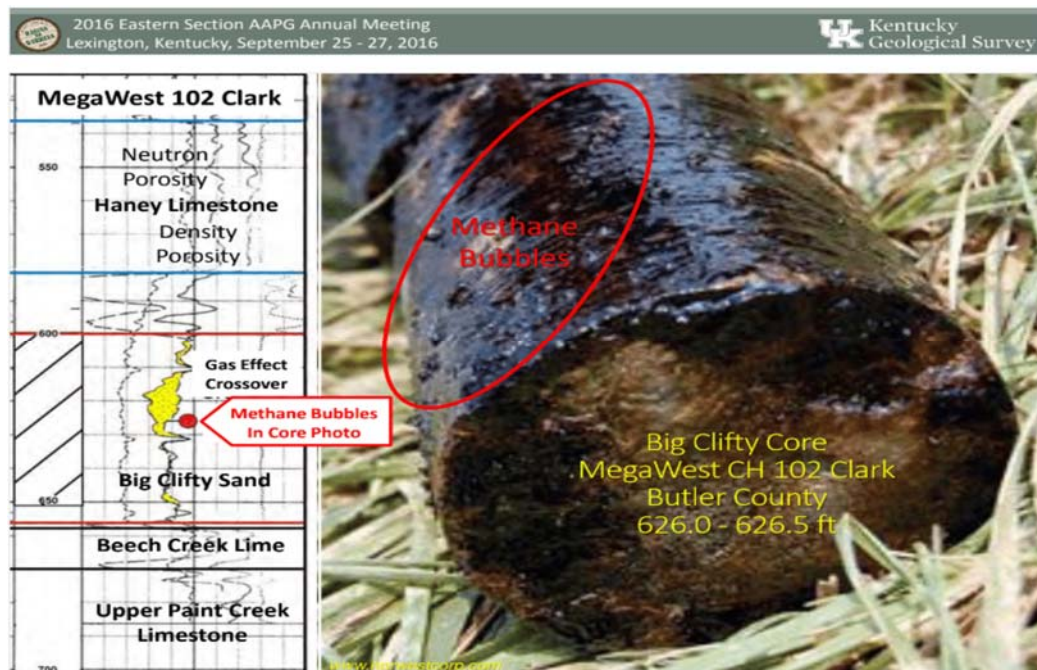 2016 Eastern Section AAPG Annual Meeting
Lexington, Kentucky, September 25 - 27, 2016
UK Kentucky
Geological Survey
MegaWest 102 Clark
Neutron
550
Porosity
Haney Limestone
Density
Porosity
600
Gas Effect
Crossover
Methane Bubbles
In Core Photo
Big Clifty Sand
650
Beech Creek Lime
Upper Paint Creek
Limestone
700
Methane
Bubbles
Big Clifty Core
MegaWest CH 102 Clark
Butler County
626.0 - 626.5 ft